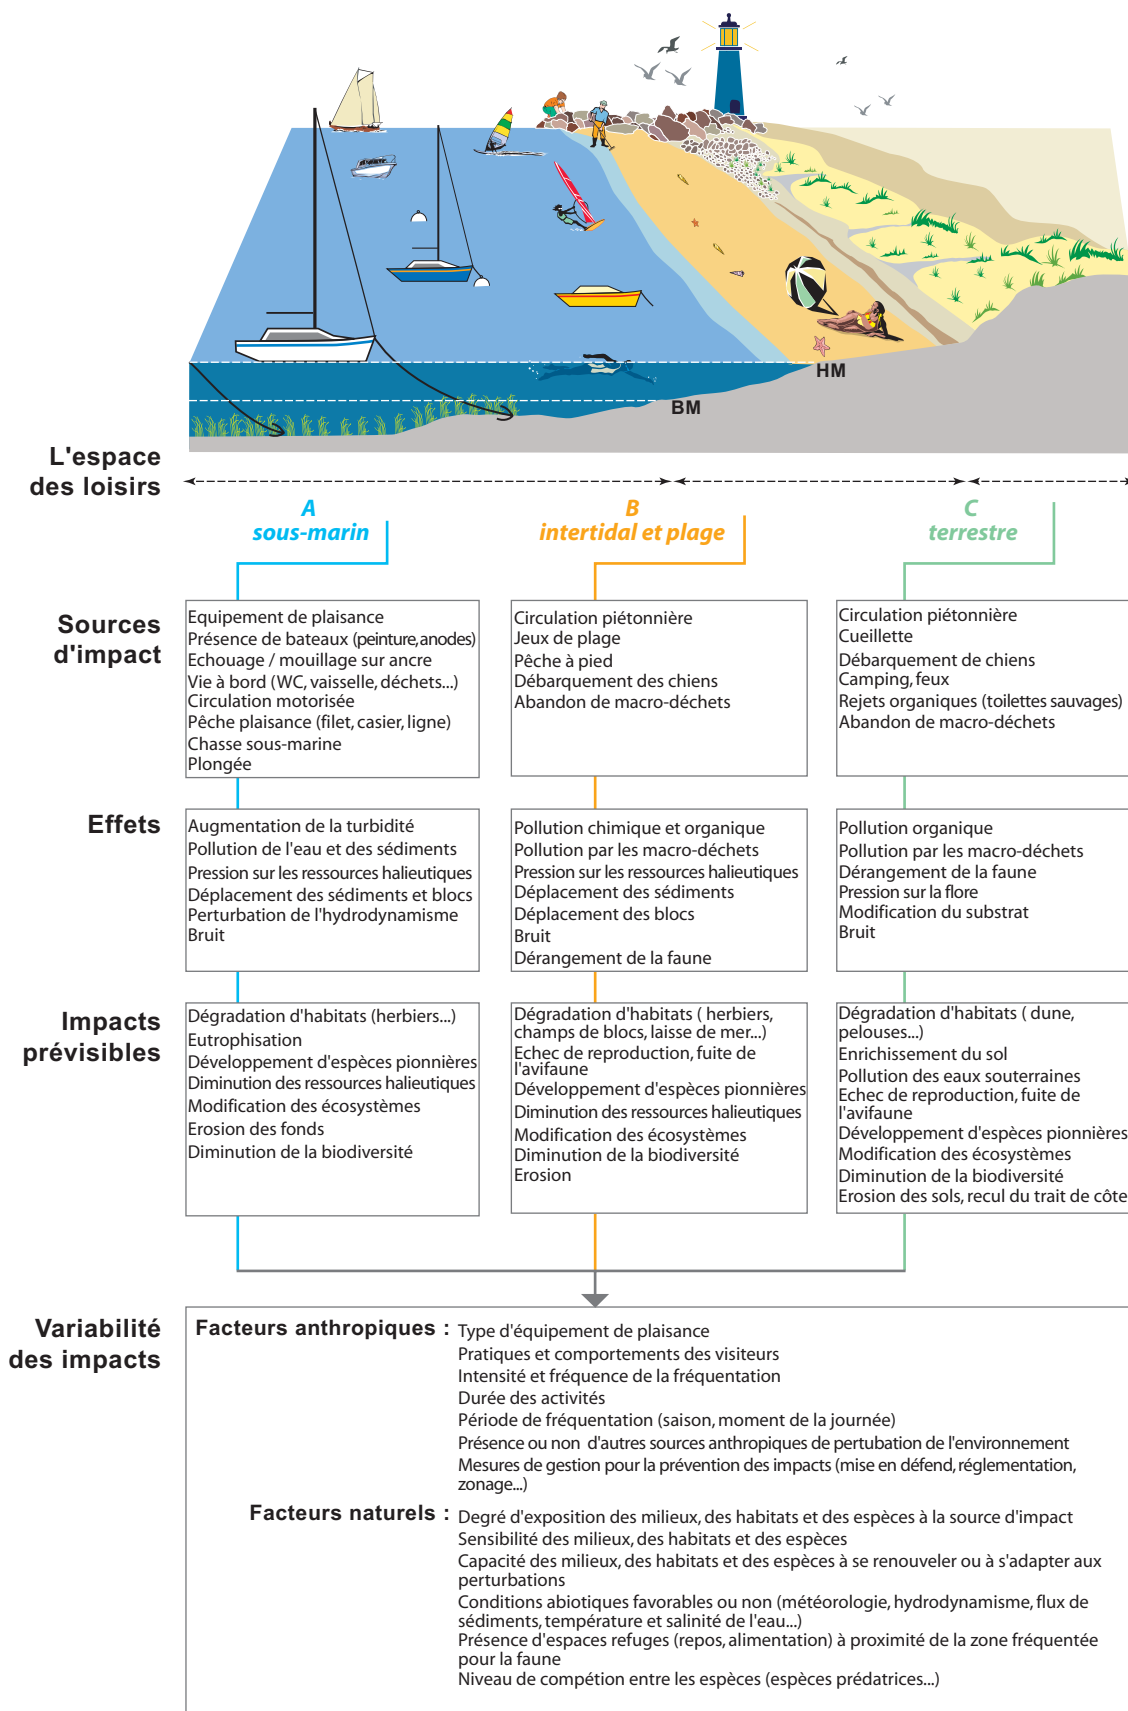 HM
BM
L'espace
des loisirs
A
sous-marin
B
intertidal et plage
C
terrestre
Sources
d'impact
Equipement de plaisance
Présence de bateaux (peinture, anodes)
Echouage / mouillage sur ancre
Vie à bord (WC, vaisselle, déchets...)
Circulation motorisée
Pêche plaisance (filet, casier, ligne)
Chasse sous-marine
Plongée
Circulation piétonnière
Jeux de plage
Pêche à pied
Débarquement des chiens
Abandon de macro-déchets
Circulation piétonnière
Cueillette
Débarquement de chiens
Camping, feux
Rejets organiques (toilettes sauvages)
Abandon de macro-déchets
Effets
Augmentation de la turbidité
Pollution de l'eau et des sédiments
Pression sur les ressources halieutiques
Déplacement des sédiments et blocs
Perturbation de l'hydrodynamisme
Bruit
Pollution chimique et organique
Pollution par les macro-déchets
Pression sur les ressources halieutiques
Déplacement des sédiments
Déplacement des blocs
Bruit
Dérangement de la faune
Pollution organique
Pollution par les macro-déchets
Dérangement de la faune
Pression sur la flore
Modification du substrat
Bruit
Impacts
prévisibles
Dégradation d'habitats (herbiers...)
Eutrophisation
Développement d'espèces pionnières
Diminution des ressources halieutiques
Modification des écosystèmes
Erosion des fonds
Diminution de la biodiversité
Dégradation d'habitats ( herbiers,
champs de blocs, laisse de mer...)
Echec de reproduction, fuite de
l'avifaune
Développement d'espèces pionnières
Diminution des ressources halieutiques
Modification des écosystèmes
Diminution de la biodiversité
Erosion
Dégradation d'habitats ( dune,
pelouses...)
Enrichissement du sol
Pollution des eaux souterraines
Echec de reproduction, fuite de
l'avifaune
Développement d'espèces pionnières
Modification des écosystèmes
Diminution de la biodiversité
Erosion des sols, recul du trait de côte
Variabilité
des impacts
Facteurs anthropiques : Type d'équipement de plaisance
Pratiques et comportements des visiteurs
Intensité et fréquence de la fréquentation
Durée des activités
Période de fréquentation (saison, moment de la journée)
Présence ou non d'autres sources anthropiques de pertubation de l'environnement
Mesures de gestion pour la prévention des impacts (mise en défend, réglementation,
zonage...)
Facteurs naturels : Degré d'exposition des milieux, des habitats et des espèces à la source d'impact
Sensibilité des milieux, des habitats et des espèces
Capacité des milieux, des habitats et des espèces à se renouveler ou à s'adapter aux
perturbations
Conditions abiotiques favorables ou non (météorologie, hydrodynamisme, flux de
sédiments, température et salinité de l'eau...)
Présence d'espaces refuges (repos, alimentation) à proximité de la zone fréquentée
pour la faune
Niveau de compétion entre les espèces (espèces prédatrices...)